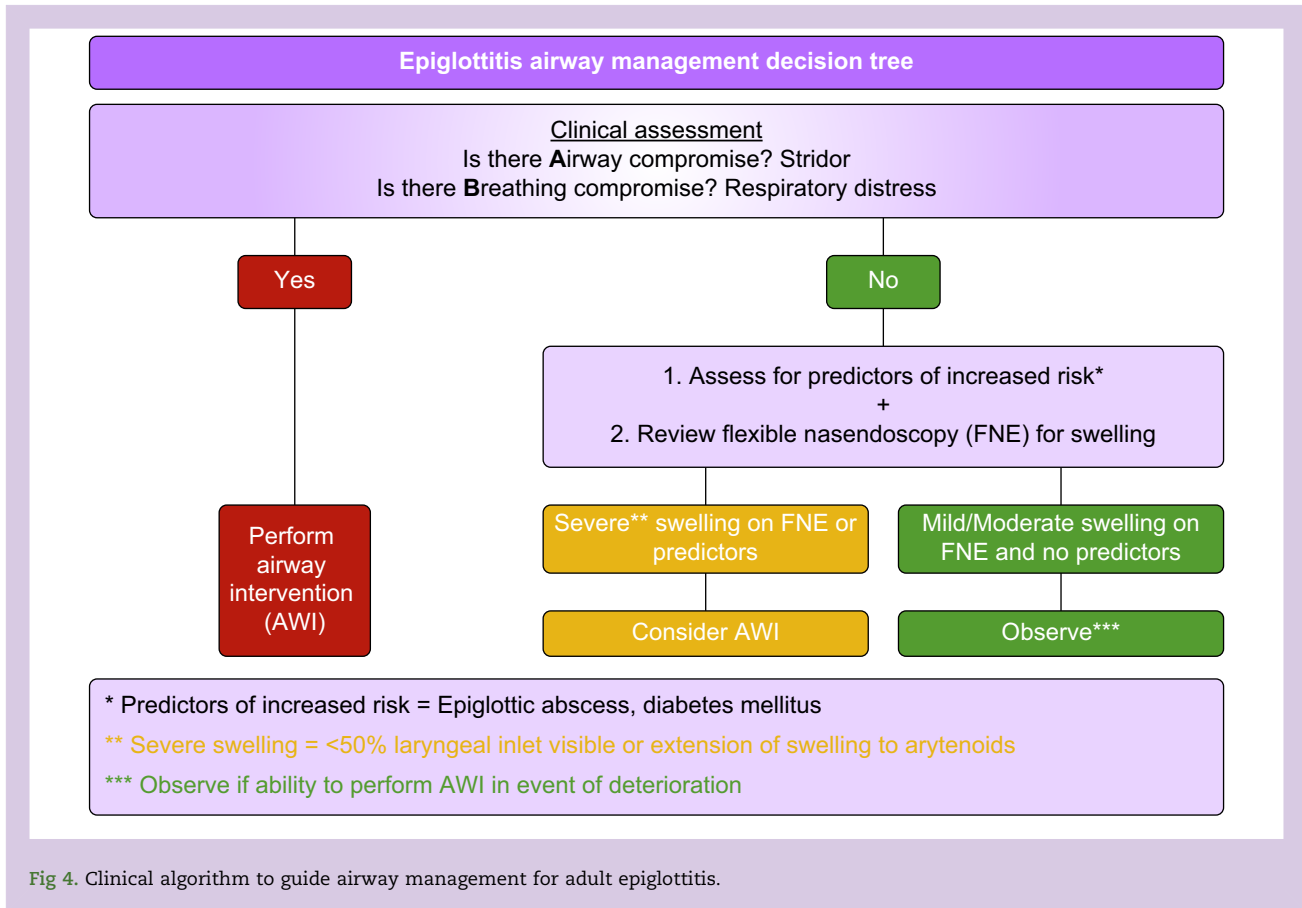 Epiglottitis airway management decision tree
Clinical assessment
Is there Airway compromise? Stridor
Is there Breathing compromise? Respiratory distress
Yes
No
1. Assess for predictors of increased risk*
+
2. Review flexible nasendoscopy (FNE) for swelling
Perform
airway
intervention
(AWI)
Severe** swelling on FNE or
predictors
Mild/Moderate swelling on
FNE and no predictors
Consider AWI
Observe***
* Predictors of increased risk = Epiglottic abscess, diabetes mellitus
** Severe swelling = <50% laryngeal inlet visible or extension of swelling to arytenoids
*** Observe if ability to perform AWI in event of deterioration
Fig 4. Clinical algorithm to guide airway management for adult epiglottitis.